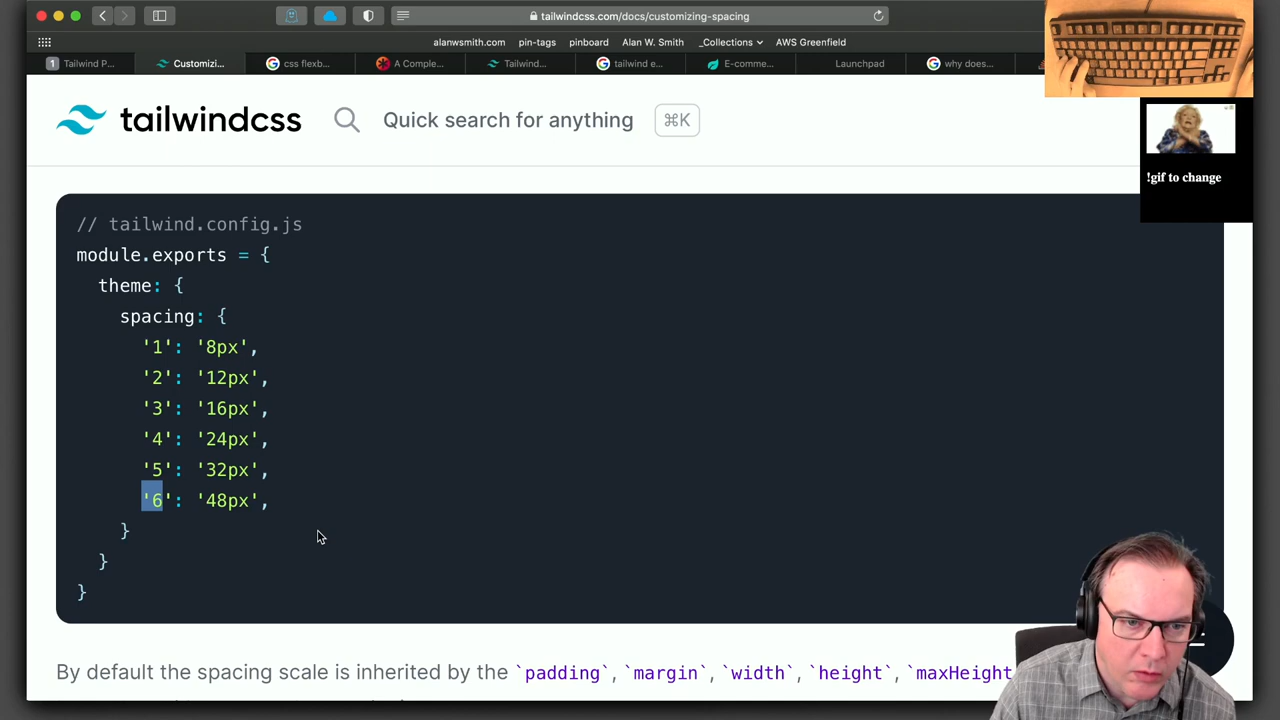 tailwindcss.com/docs/customizing-spacing
alanwsmith.com pin-tags pinboard Alan W. Smith _Collections AWS Greenfield
1 Tailwind P... Customizi... css flexb... A Comple... Tailwind... tailwind e... E-comme... Launchpad why does...
tailwindcss Quick search for anything ⌘K
!gif to change
// tailwind.config.js
module.exports = {
theme: {
spacing: {
'1': '8px',
'2': '12px',
'3': '16px',
'4': '24px',
'5': '32px',
'6': '48px',
}
}
}
By default the spacing scale is inherited by the `padding`, `margin`, `width`, `height`, `maxHeight